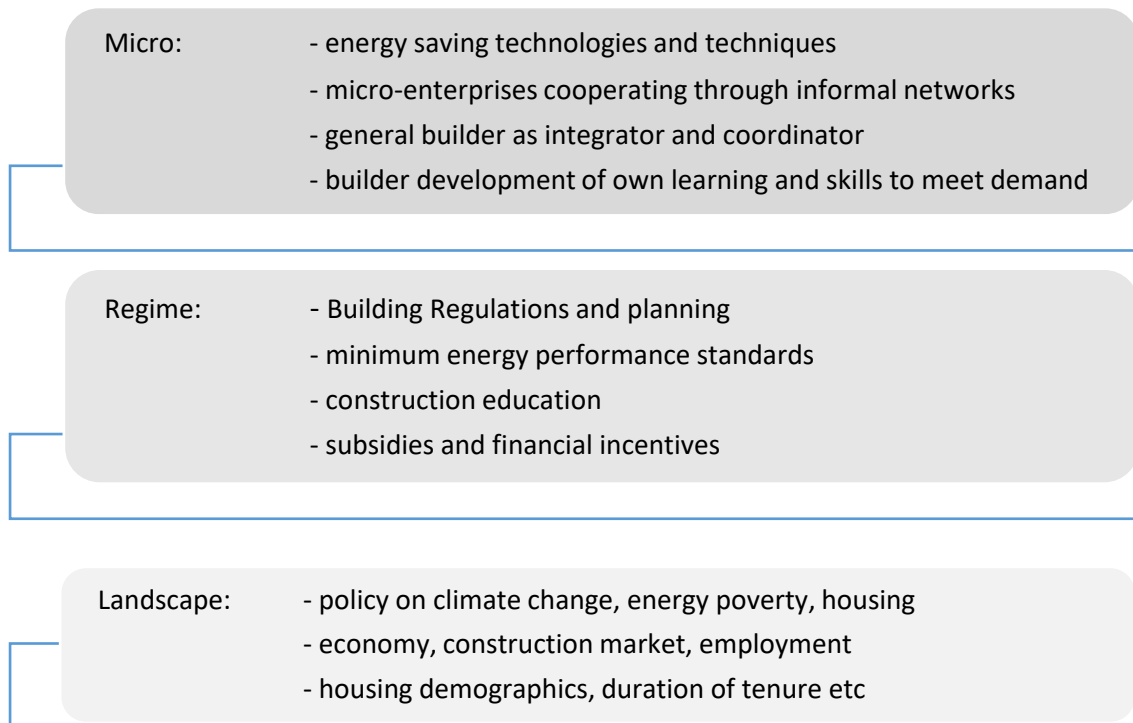 Micro: - energy saving technologies and techniques
- micro-enterprises cooperating through informal networks
- general builder as integrator and coordinator
- builder development of own learning and skills to meet demand
Regime: - Building Regulations and planning
- minimum energy performance standards
- construction education
- subsidies and financial incentives
Landscape: - policy on climate change, energy poverty, housing
- economy, construction market, employment
- housing demographics, duration of tenure etc